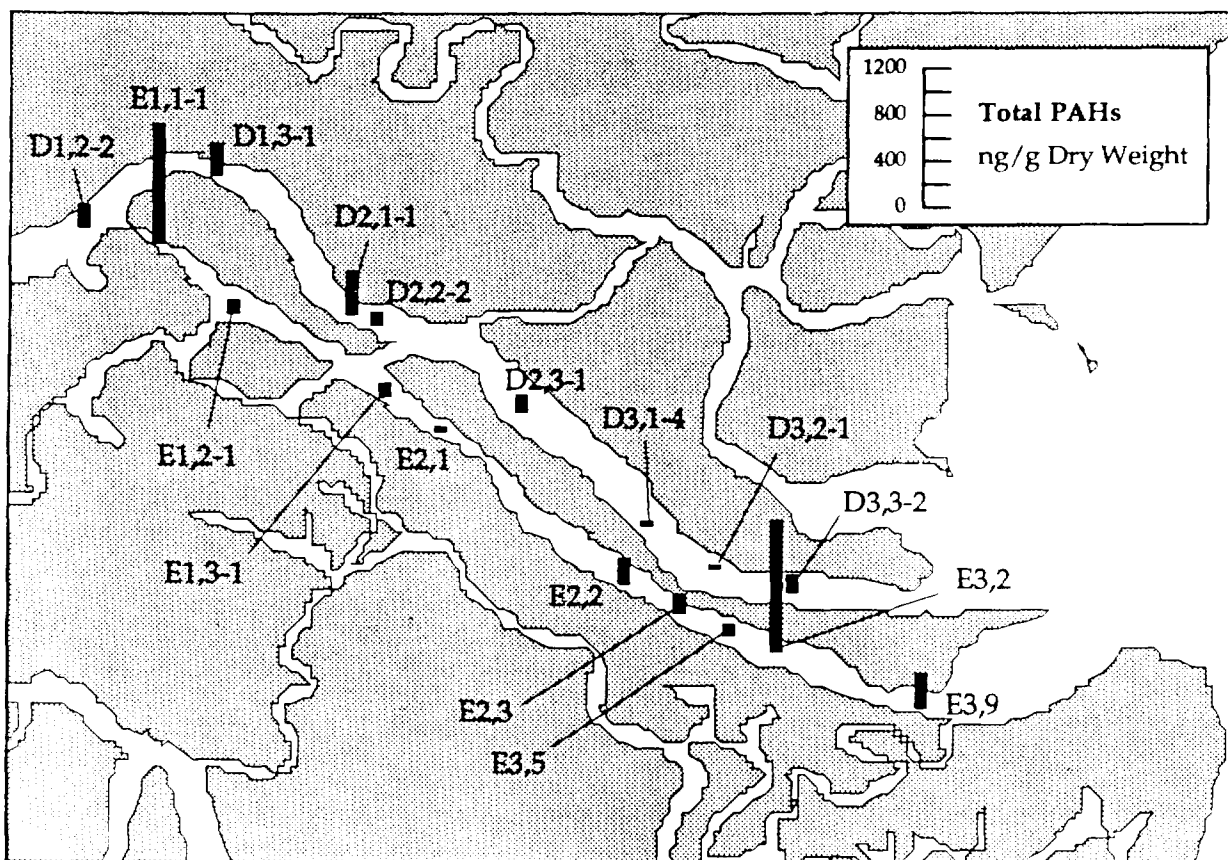 1200
800
400
0
Total PAHs
ng/g Dry Weight
E1,1-1
D1,2-2
D1,3-1
D2,1-1
D2,2-2
D2,3-1
E1,2-1
E2,1
D3,1-4
D3,2-1
D3,3-2
E1,3-1
E2,2
E3,2
E2,3
E3,9
E3,5